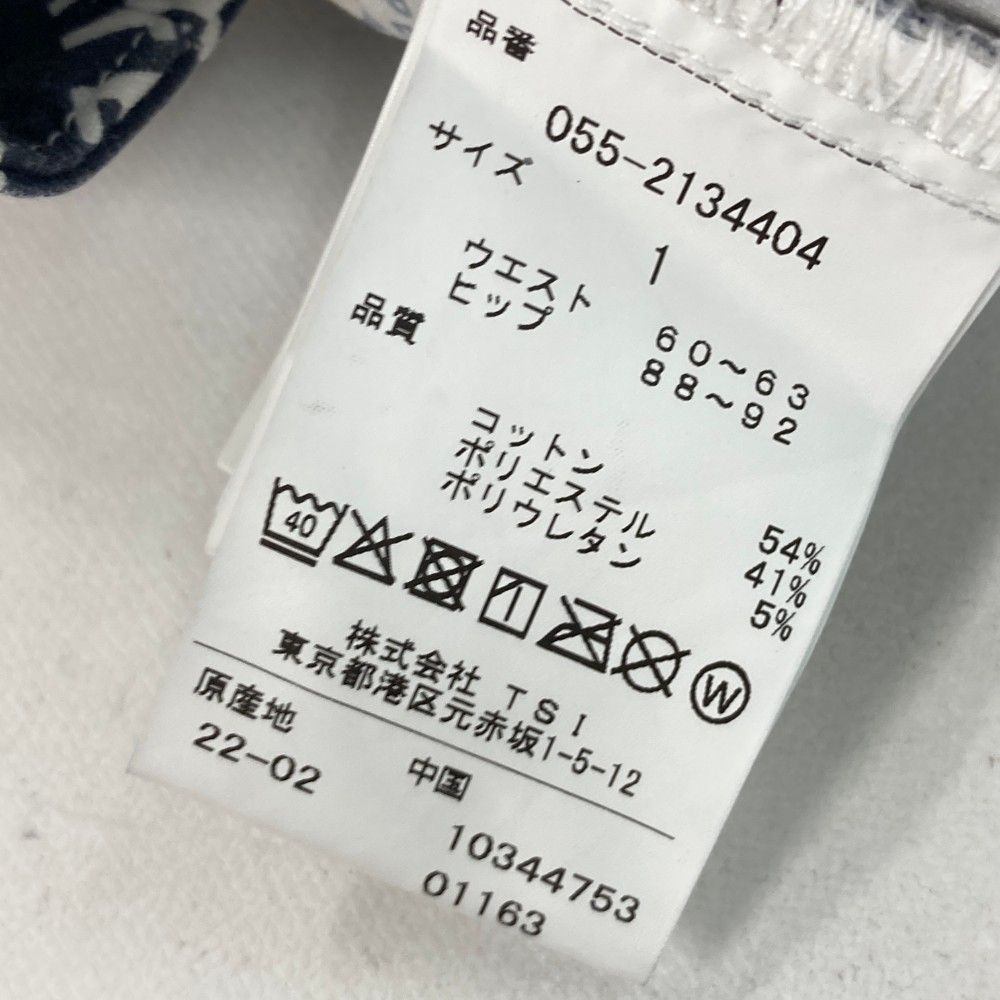 品番
055-2134404
サイズ
1
ウエスト 60～63
ヒップ 88～92
品質
コットン 54%
ポリエステル 41%
ポリウレタン 5%
40
W
株式会社 TSI
東京都港区元赤坂1-5-12
原産地 中国
22-02
10344753
01163